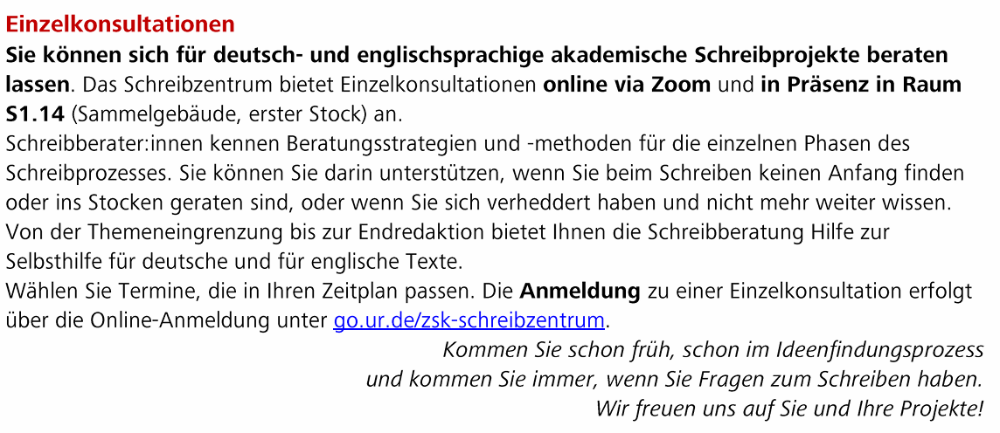 Einzelkonsultationen
Sie können sich für deutsch- und englischsprachige akademische Schreibprojekte beraten
lassen. Das Schreibzentrum bietet Einzelkonsultationen online via Zoom und in Präsenz in Raum
S1.14 (Sammelgebäude, erster Stock) an.
Schreibberater:innen kennen Beratungsstrategien und -methoden für die einzelnen Phasen des
Schreibprozesses. Sie können Sie darin unterstützen, wenn Sie beim Schreiben keinen Anfang finden
oder ins Stocken geraten sind, oder wenn Sie sich verheddert haben und nicht mehr weiter wissen.
Von der Themeneingrenzung bis zur Endredaktion bietet Ihnen die Schreibberatung Hilfe zur
Selbsthilfe für deutsche und für englische Texte.
Wählen Sie Termine, die in Ihren Zeitplan passen. Die Anmeldung zu einer Einzelkonsultation erfolgt
über die Online-Anmeldung unter go.ur.de/zsk-schreibzentrum.
Kommen Sie schon früh, schon im Ideenfindungsprozess
und kommen Sie immer, wenn Sie Fragen zum Schreiben haben.
Wir freuen uns auf Sie und Ihre Projekte!